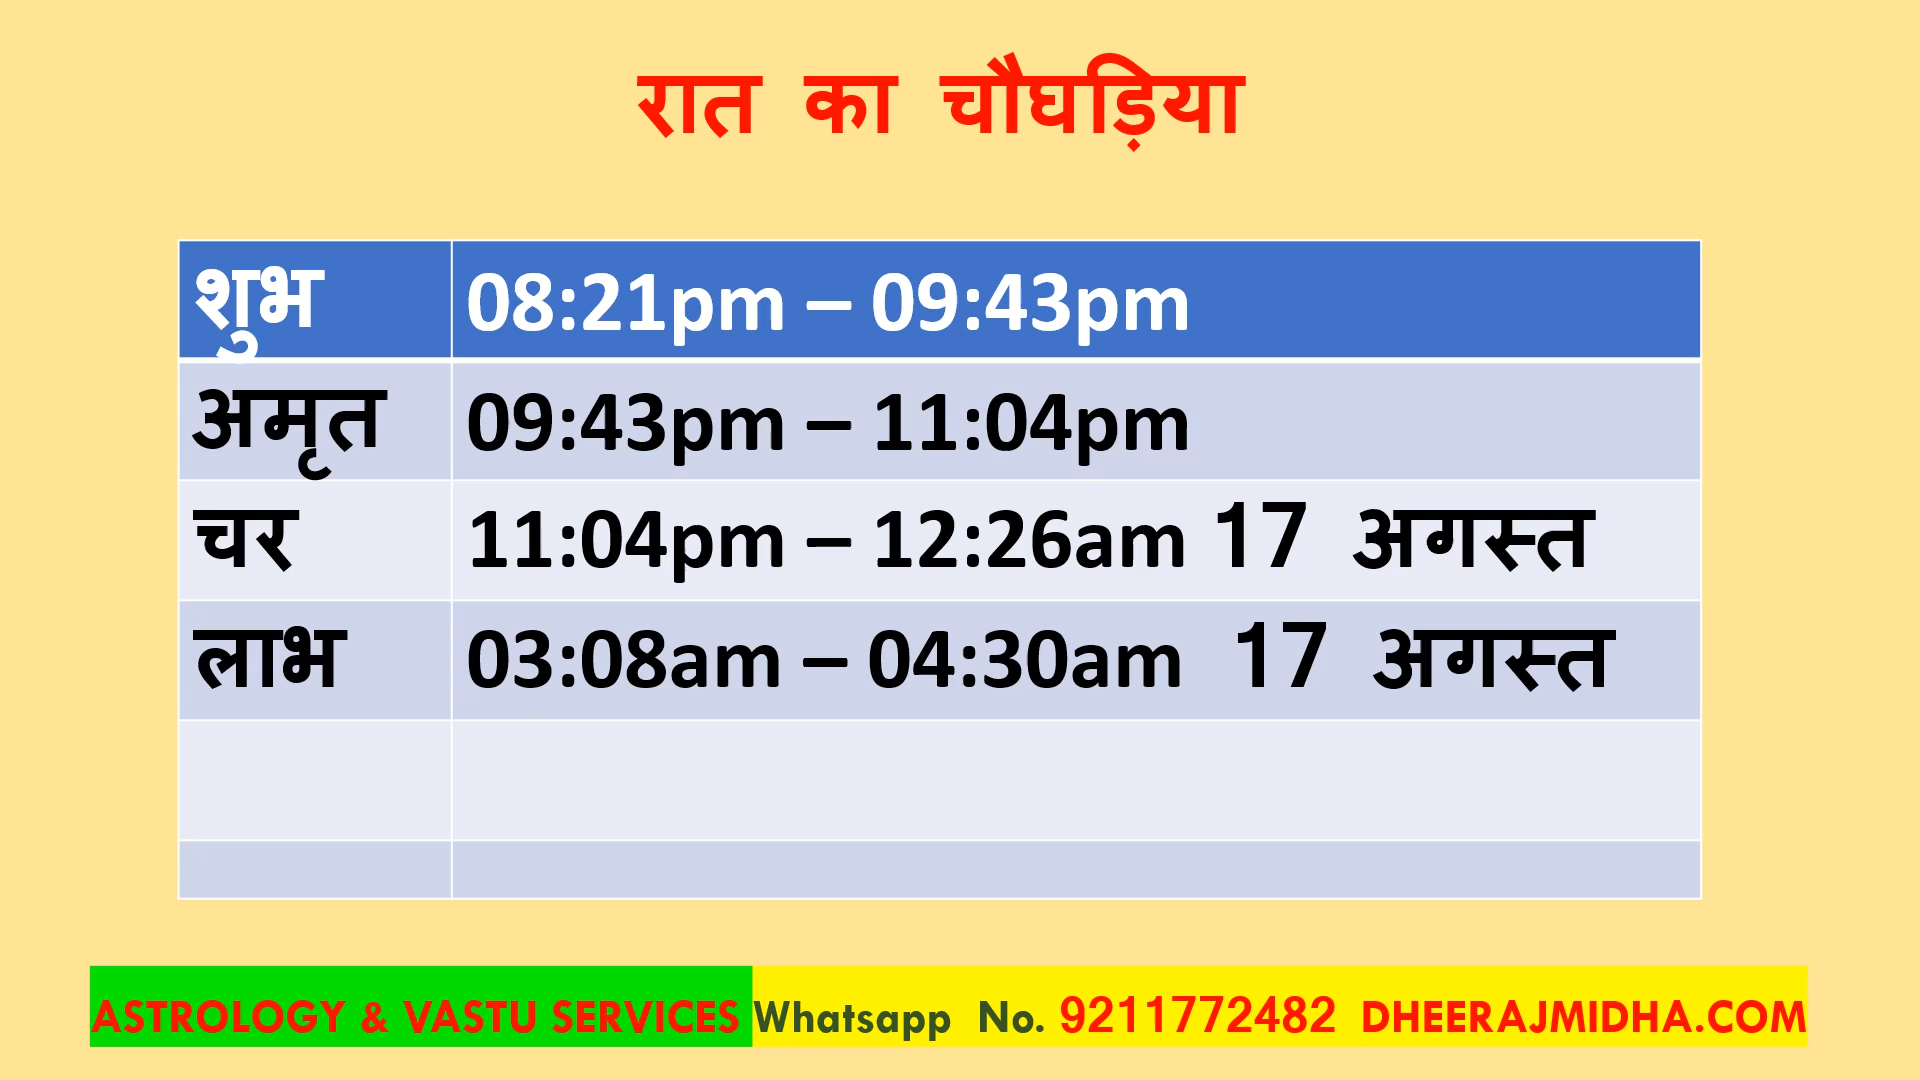 रात का चौघड़िया
शुभ 08:21pm – 09:43pm
अमृत 09:43pm – 11:04pm
चर 11:04pm – 12:26am 17 अगस्त
लाभ 03:08am – 04:30am 17 अगस्त
ASTROLOGY & VASTU SERVICES Whatsapp No. 9211772482 DHEERAJMIDHA.COM